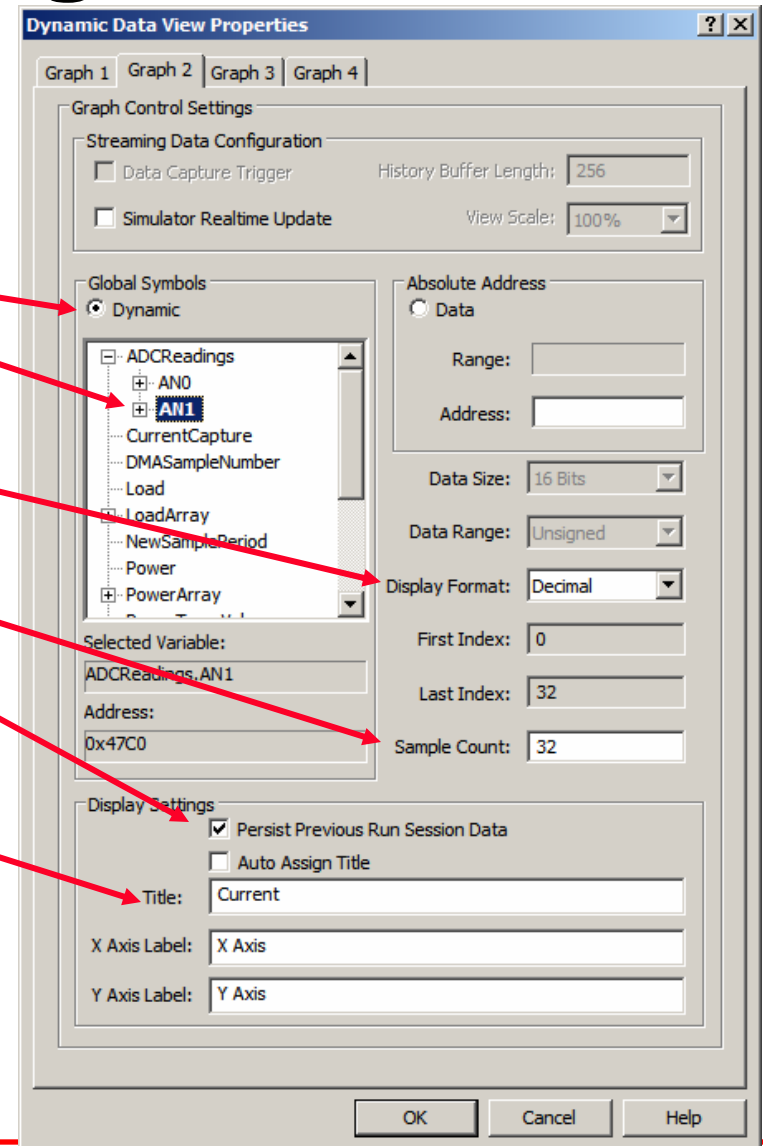 Dynamic Data View Properties
Graph 1 Graph 2 Graph 3 Graph 4
Graph Control Settings
Streaming Data Configuration
Data Capture Trigger
History Buffer Length: 256
Simulator Realtime Update
View Scale: 100%
Global Symbols
Dynamic
ADCReadings
AN0
AN1
CurrentCapture
DMASampleNumber
Load
LoadArray
NewSamplePeriod
Power
PowerArray
Selected Variable:
ADCReadings.AN1
Address:
0x47C0
Absolute Address
Data
Range:
Address:
Data Size: 16 Bits
Data Range: Unsigned
Display Format: Decimal
First Index: 0
Last Index: 32
Sample Count: 32
Display Settings
Persist Previous Run Session Data
Auto Assign Title
Title: Current
X Axis Label: X Axis
Y Axis Label: Y Axis
OK Cancel Help